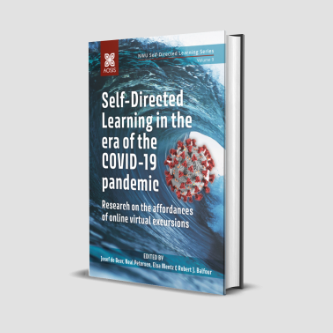 AOSIS
NWU Self-Directed Learning Series
Volume 8
Self-Directed
Learning in the
era of the
COVID-19
pandemic
Research on the affordances
of online virtual excursions
EDITED BY
Josef de Beer, Neal Petersen, Elsa Mentz & Robert J. Balfour